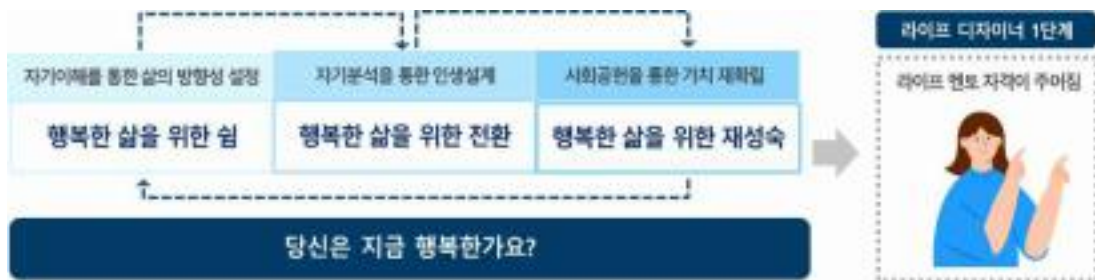 자기이해를 통한 삶의 방향성 설정
행복한 삶을 위한 쉼
자기분석을 통한 인생설계
행복한 삶을 위한 전환
사회공헌을 통한 가치 재확립
행복한 삶을 위한 재성숙
당신은 지금 행복한가요?
라이프 디자이너 1단계
라이프 멘토 자격이 주어짐